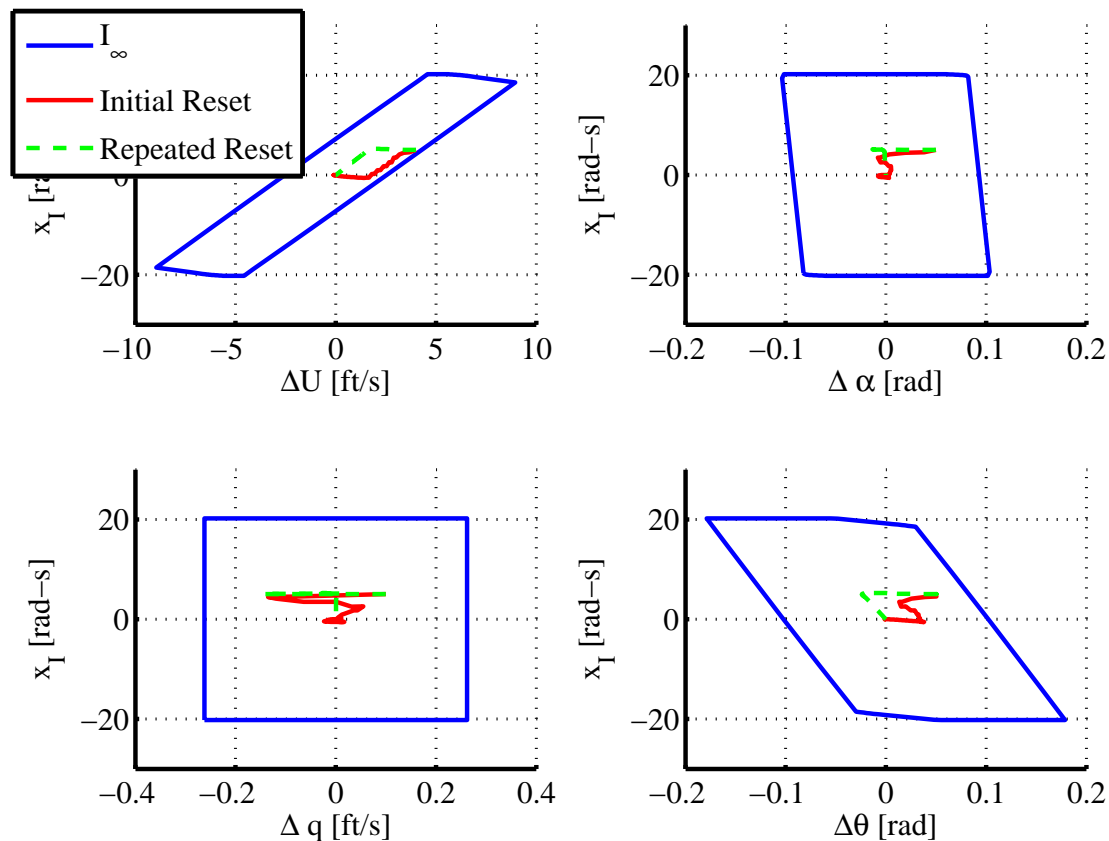 I∞
Initial Reset
Repeated Reset
20
0
−20
x_I [ra
−10 −5 0 5 10
ΔU [ft/s]
20
0
−20
x_I [rad−s]
−0.2 −0.1 0 0.1 0.2
Δ α [rad]
20
0
−20
x_I [rad−s]
−0.4 −0.2 0 0.2 0.4
Δ q [ft/s]
20
0
−20
x_I [rad−s]
−0.2 −0.1 0 0.1 0.2
Δθ [rad]